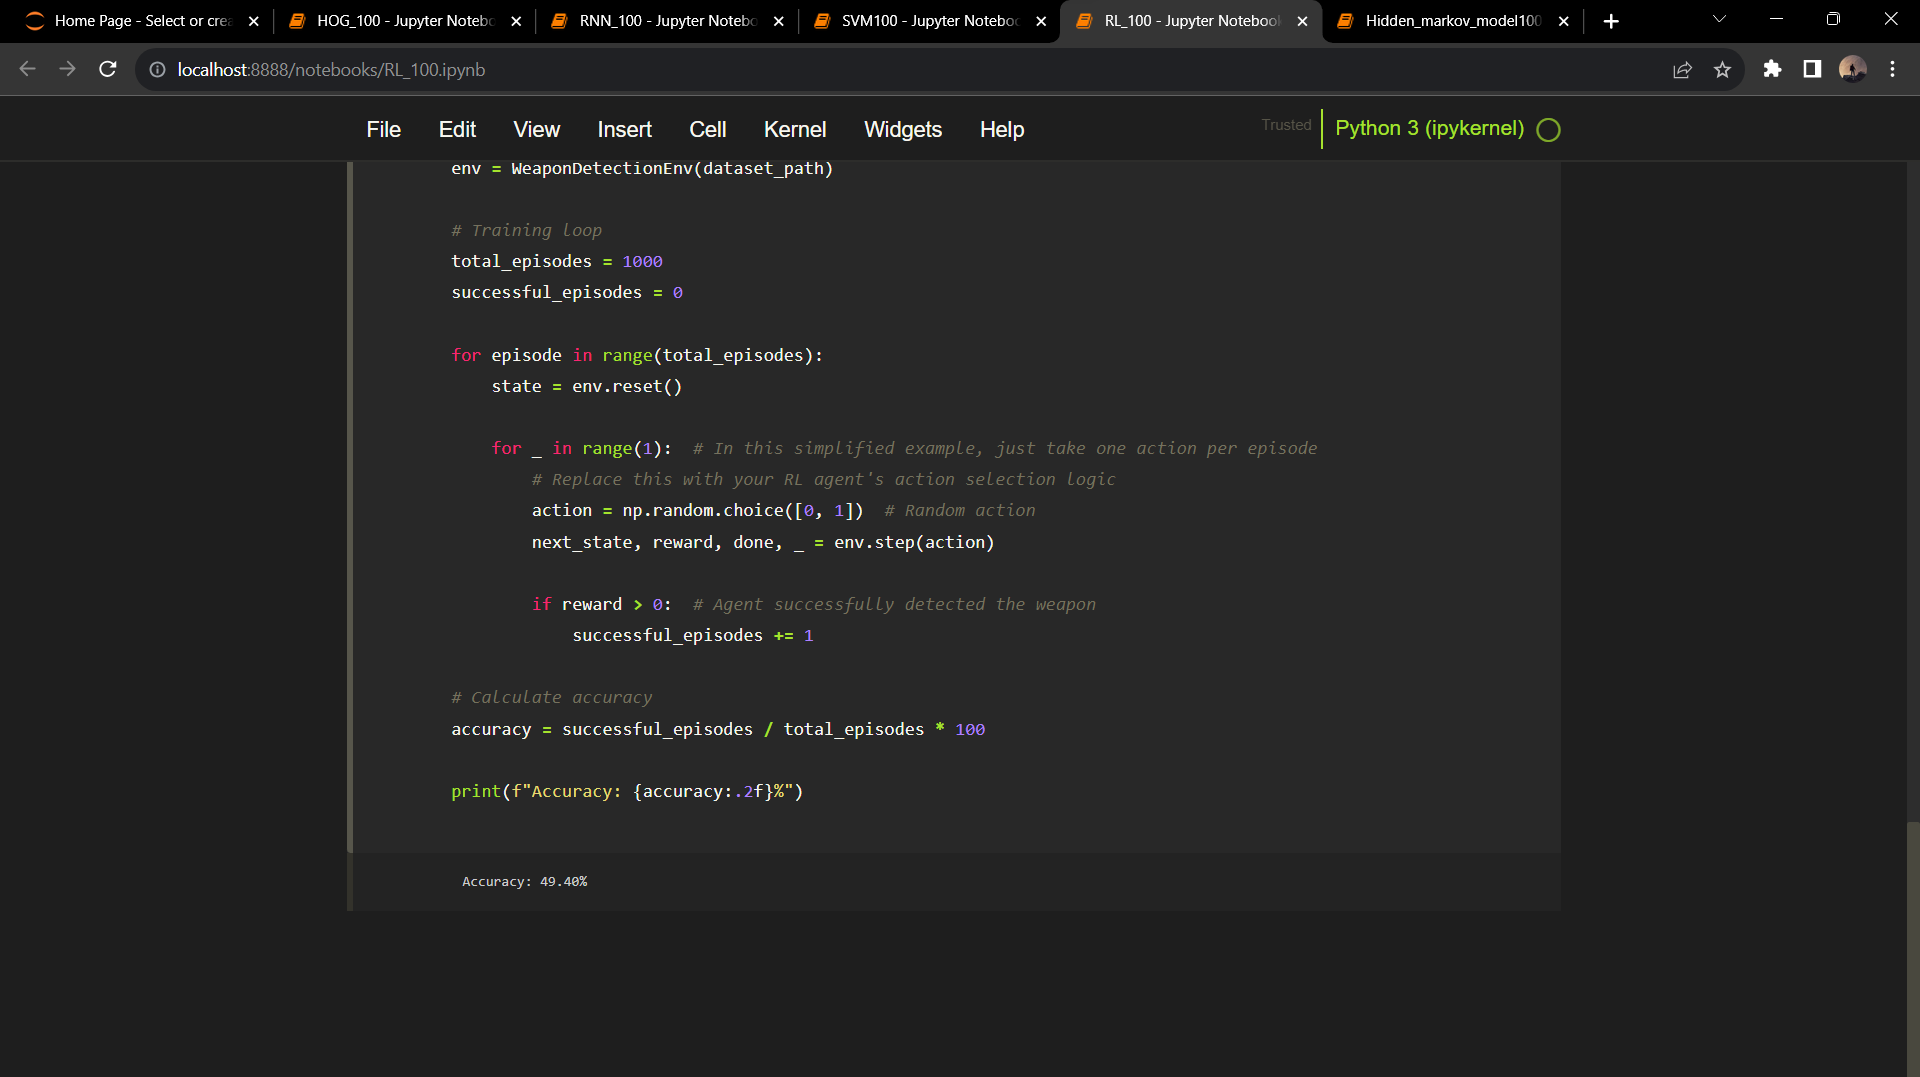 Home Page - Select or crea
HOG_100 - Jupyter Notebo
RNN_100 - Jupyter Notebo
SVM100 - Jupyter Noteboo
RL_100 - Jupyter Notebook
Hidden_markov_model100
localhost:8888/notebooks/RL_100.ipynb
File Edit View Insert Cell Kernel Widgets Help
Trusted
Python 3 (ipykernel)
env = WeaponDetectionEnv(dataset_path)
# Training loop
total_episodes = 1000
successful_episodes = 0
for episode in range(total_episodes):
state = env.reset()
for _ in range(1):  # In this simplified example, just take one action per episode
# Replace this with your RL agent's action selection logic
action = np.random.choice([0, 1])  # Random action
next_state, reward, done, _ = env.step(action)
if reward > 0:  # Agent successfully detected the weapon
successful_episodes += 1
# Calculate accuracy
accuracy = successful_episodes / total_episodes * 100
print(f"Accuracy: {accuracy:.2f}%")
Accuracy: 49.40%